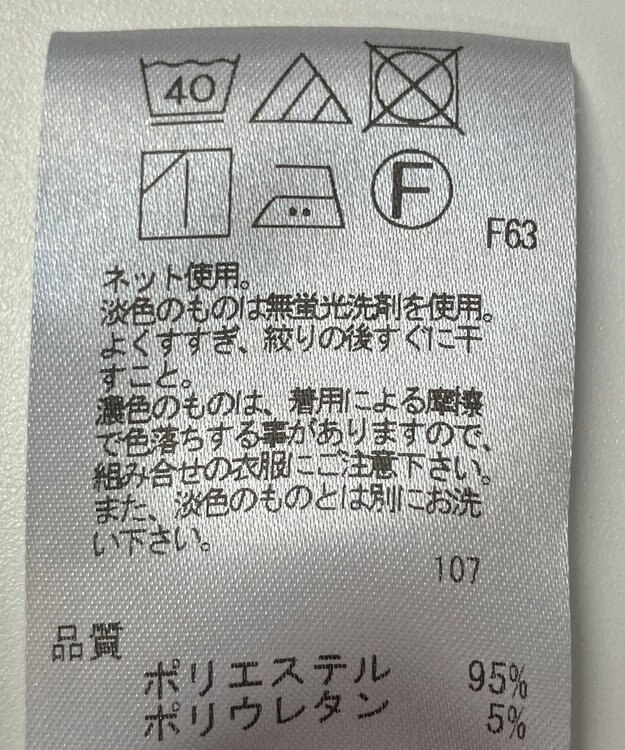 40
F
F63
ネット使用。
淡色のものは無蛍光洗剤を使用。
よくすすぎ、絞りの後すぐに干
すこと。
濃色のものは、着用による摩擦
で色落ちする事がありますので、
組み合せの衣服にご注意下さい。
また、淡色のものとは別にお洗
い下さい。
107
品質
ポリエステル 95%
ポリウレタン 5%